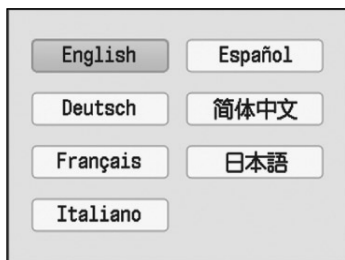 English
Español
Deutsch
简体中文
Français
日本語
Italiano